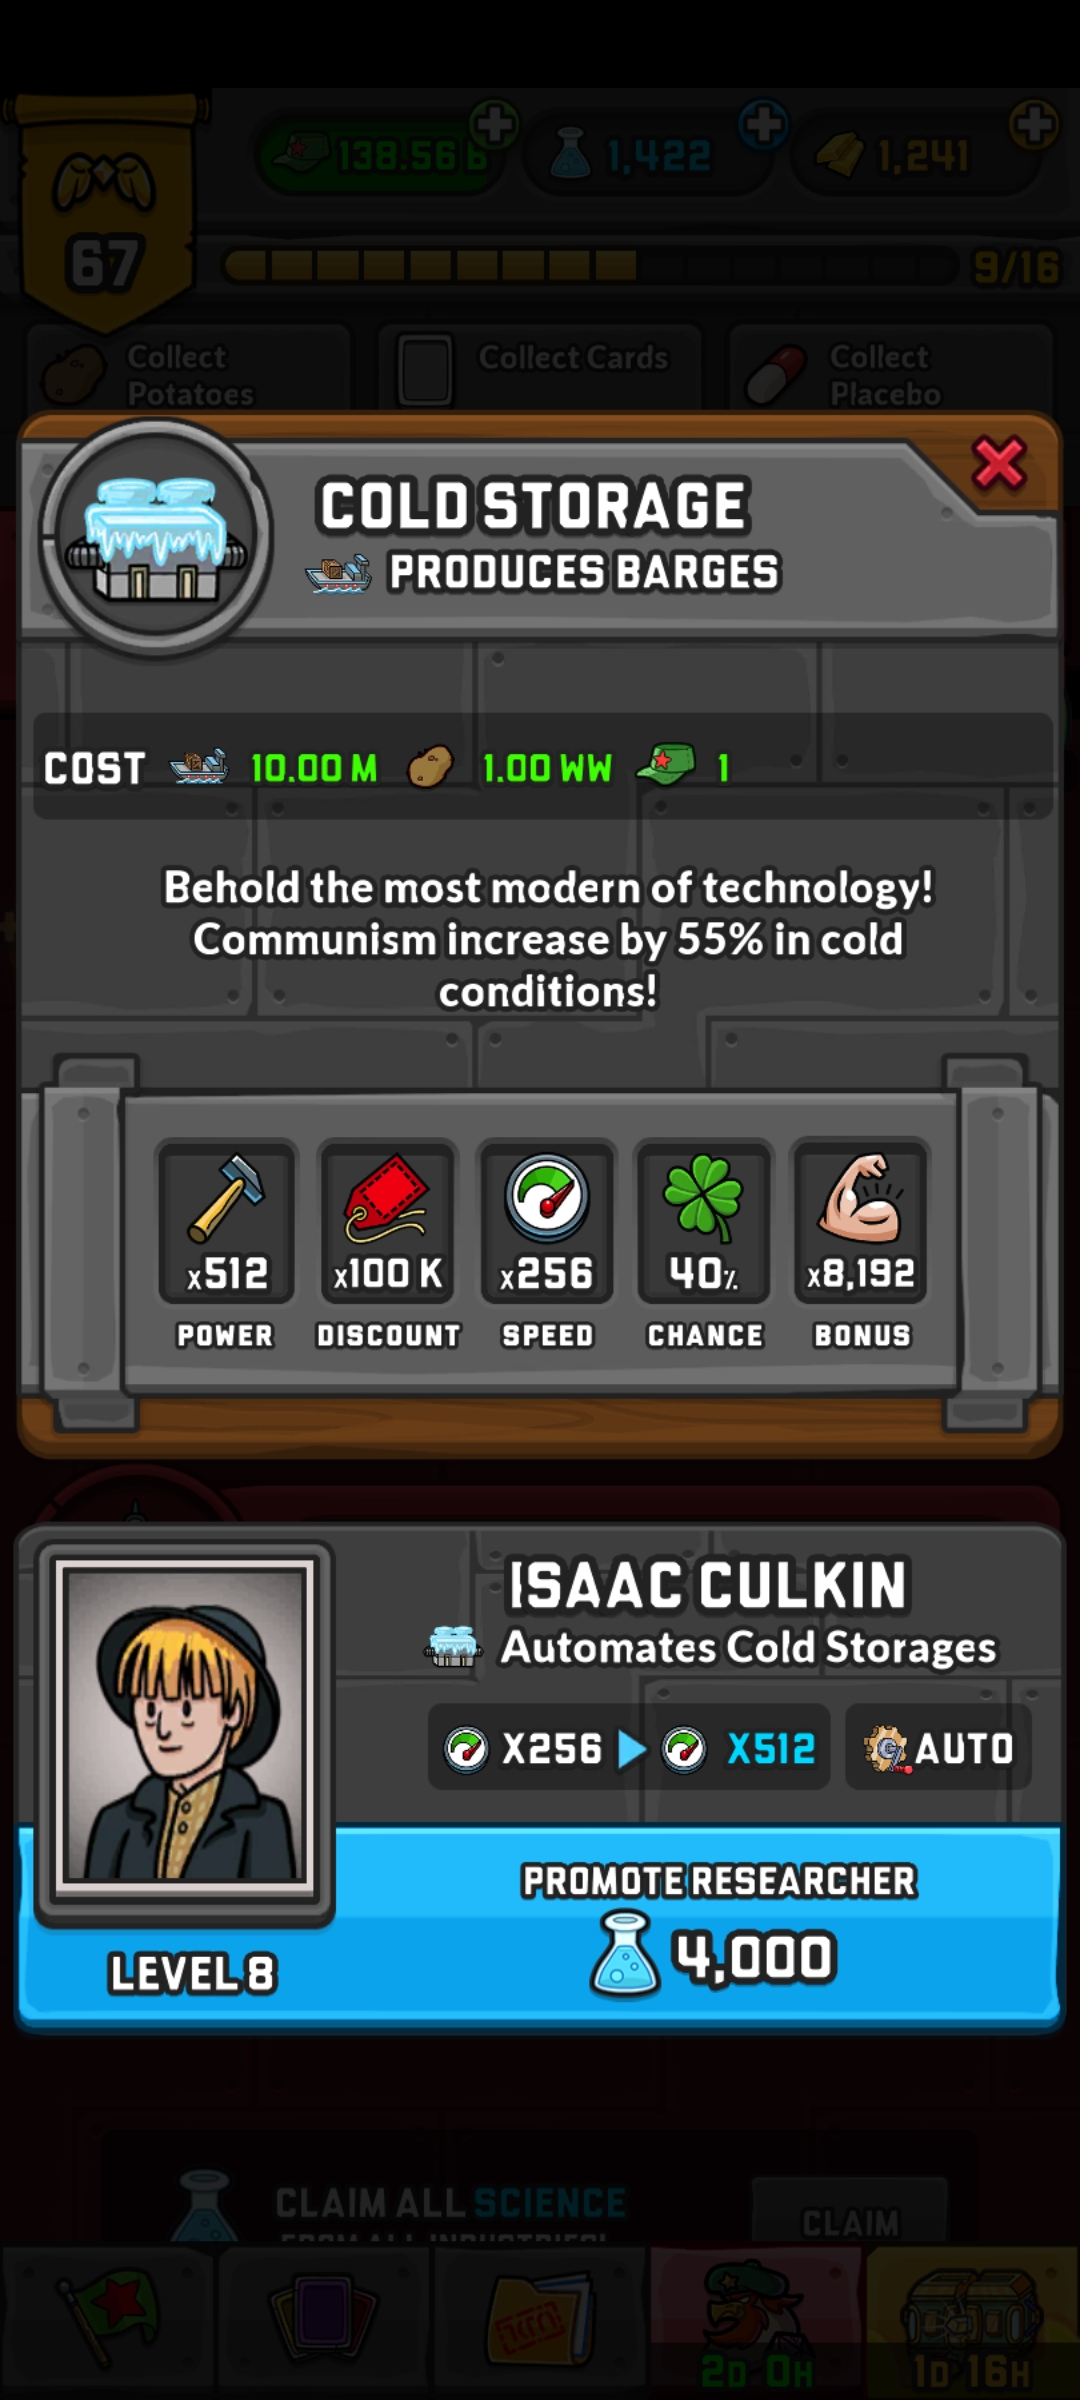 138.56 B
1,422
1,241
67
9/16
Collect
Potatoes
Collect Cards
Collect
Placebo
COLD STORAGE
PRODUCES BARGES
COST 10.00 M 1.00 WW 1
Behold the most modern of technology!
Communism increase by 55% in cold
conditions!
x512
x100 K
x256
40%
x8,192
POWER
DISCOUNT
SPEED
CHANCE
BONUS
ISAAC CULKIN
Automates Cold Storages
X256
X512
AUTO
PROMOTE RESEARCHER
4,000
LEVEL 8
CLAIM ALL SCIENCE
FROM ALL INDUSTRIES!
CLAIM
2D 0H
1D 16H